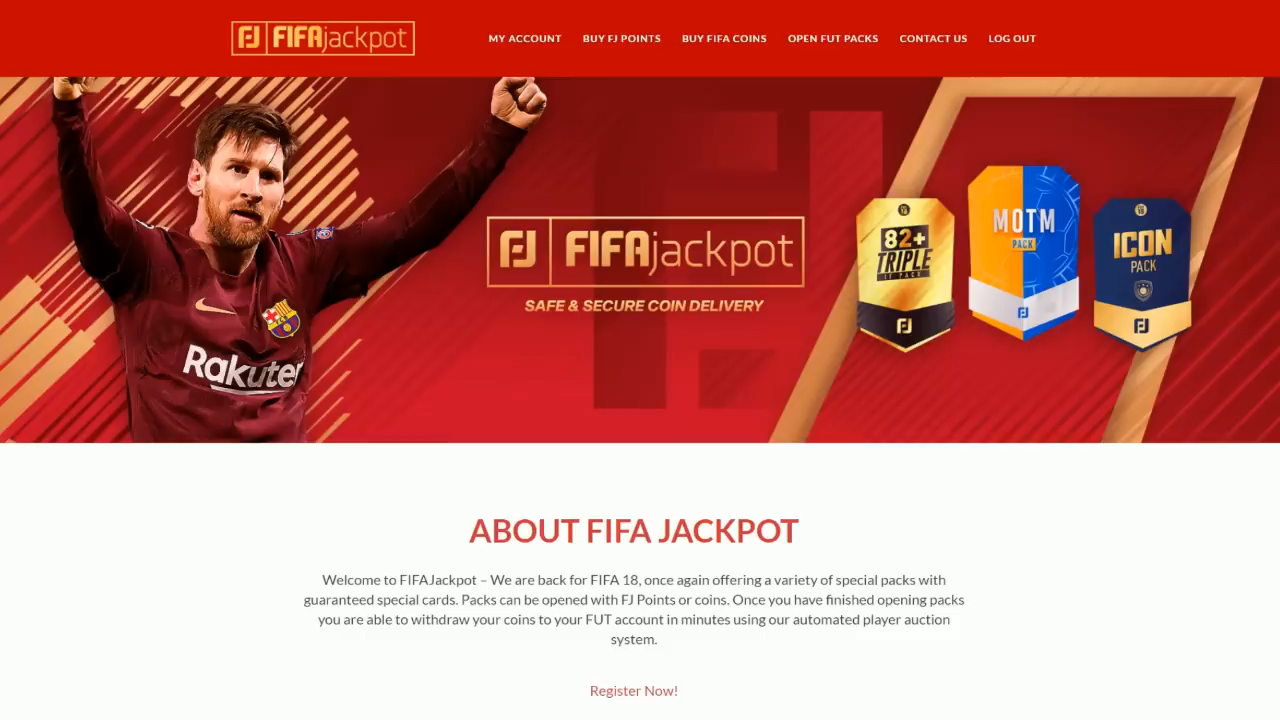 FJ FIFAjackpot
MY ACCOUNT BUY FJ POINTS BUY FIFA COINS OPEN FUT PACKS CONTACT US LOG OUT
FJ FIFAjackpot
SAFE & SECURE COIN DELIVERY
Rakuten
82+
TRIPLE
FJ
MOTM
PACK
FJ
ICON
PACK
FJ
ABOUT FIFA JACKPOT
Welcome to FIFAJackpot – We are back for FIFA 18, once again offering a variety of special packs with
guaranteed special cards. Packs can be opened with FJ Points or coins. Once you have finished opening packs
you are able to withdraw your coins to your FUT account in minutes using our automated player auction
system.
Register Now!